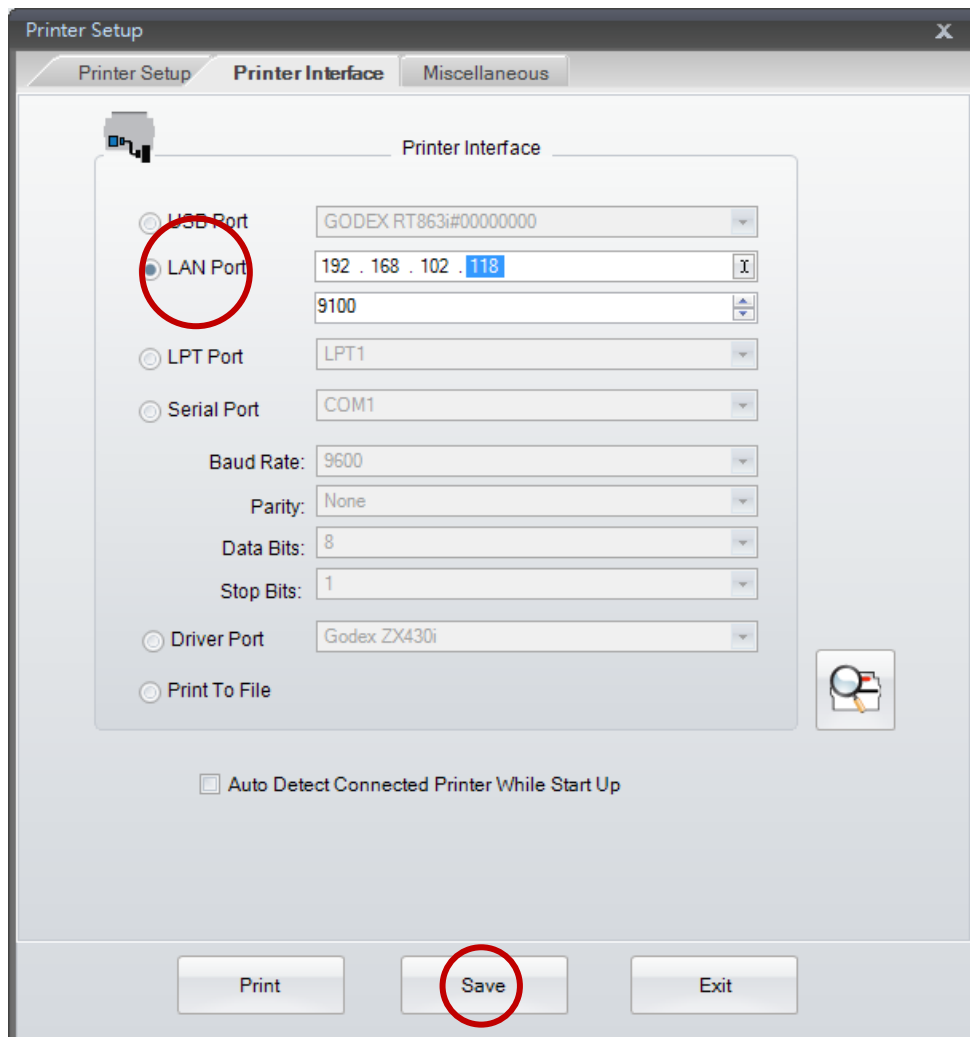 Printer Setup
X
Printer Setup Printer Interface Miscellaneous
Printer Interface
USB Port GODEX RT863i#00000000
LAN Port 192 . 168 . 102 . 118
9100
LPT Port LPT1
Serial Port COM1
Baud Rate: 9600
Parity: None
Data Bits: 8
Stop Bits: 1
Driver Port Godex ZX430i
Print To File
Auto Detect Connected Printer While Start Up
Print Save Exit